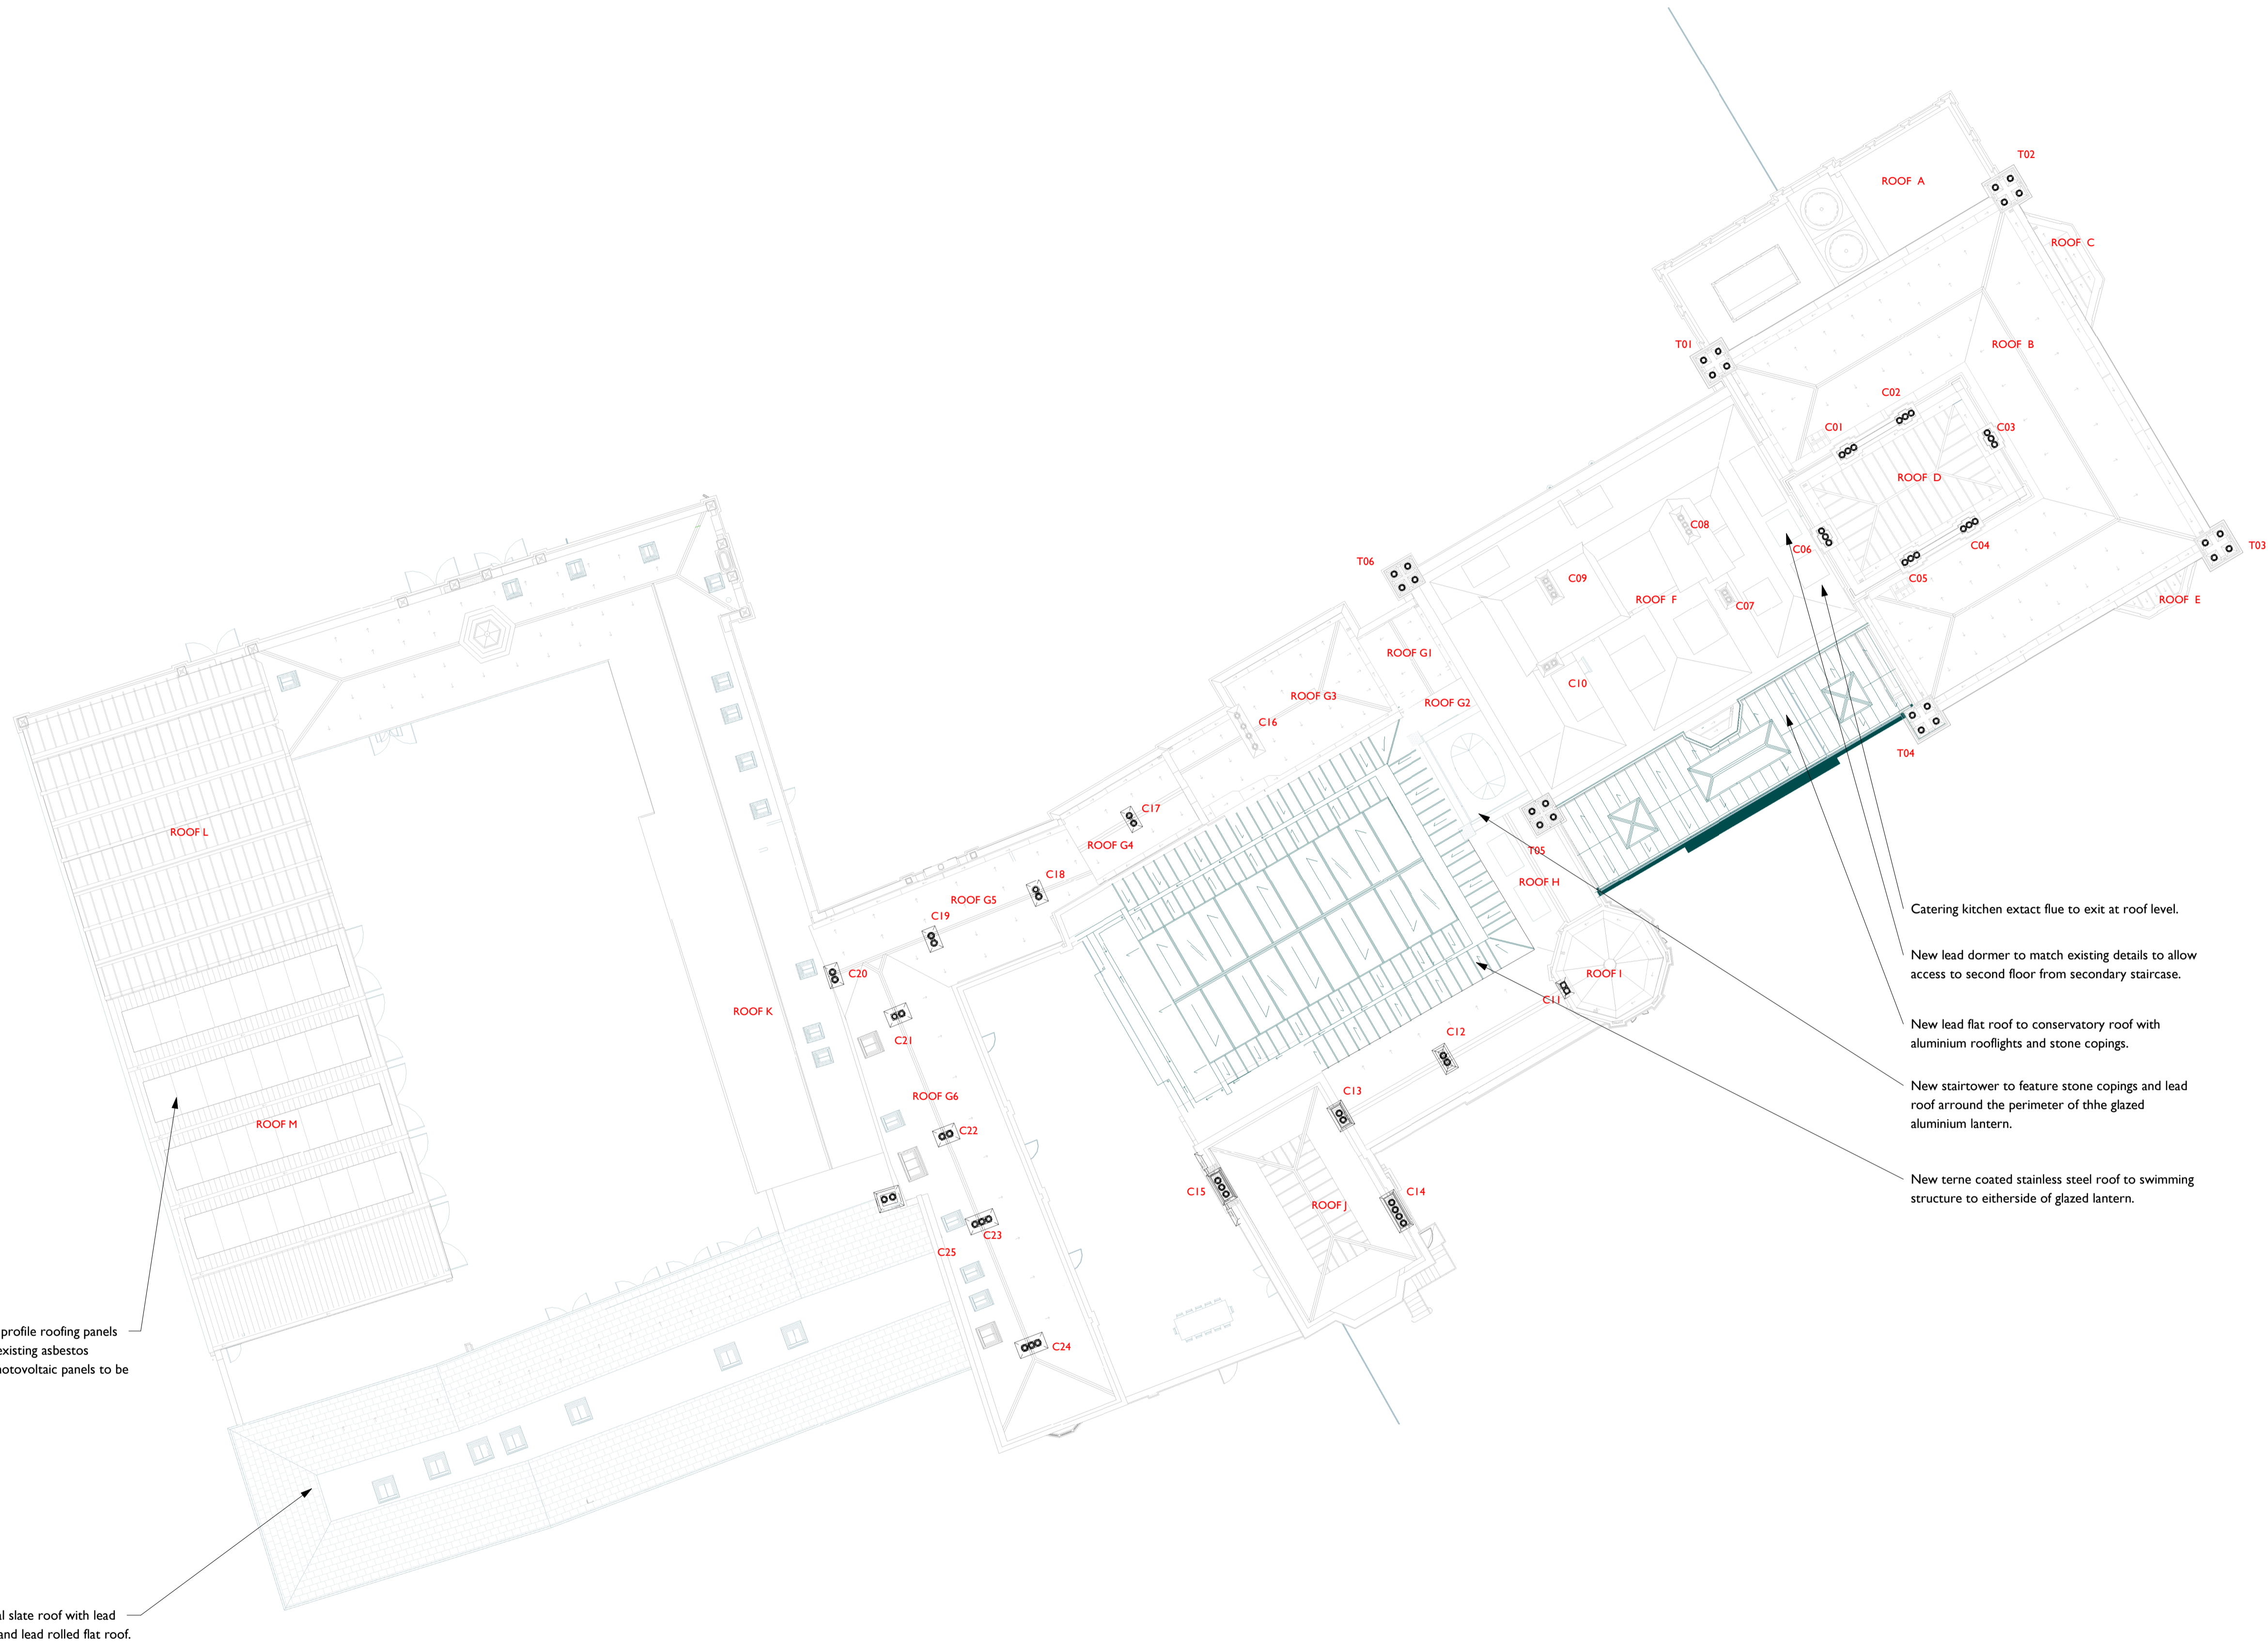 T02
ROOF A
ROOF C
T01
ROOF B
C02
C01
C03
ROOF D
C08
C06
C04
T03
T06
C09
C05
ROOF F
C07
ROOF E
ROOF G1
C10
ROOF G3
ROOF G2
C16
T04
C17
ROOF L
ROOF G4
T05
C18
ROOF H
ROOF G5
C19
C20
ROOF I
C11
ROOF K
C12
C21
C13
ROOF G6
ROOF M
C22
C15
C14
ROOF J
C23
C25
C24
Catering kitchen extact flue to exit at roof level.
New lead dormer to match existing details to allow
access to second floor from secondary staircase.
New lead flat roof to conservatory roof with
aluminium rooflights and stone copings.
New stairtower to feature stone copings and lead
roof arround the perimeter of thhe glazed
aluminium lantern.
New terne coated stainless steel roof to swimming
structure to eitherside of glazed lantern.
profile roofing panels
existing asbestos
panels to be
slate roof with lead
and lead rolled flat roof.